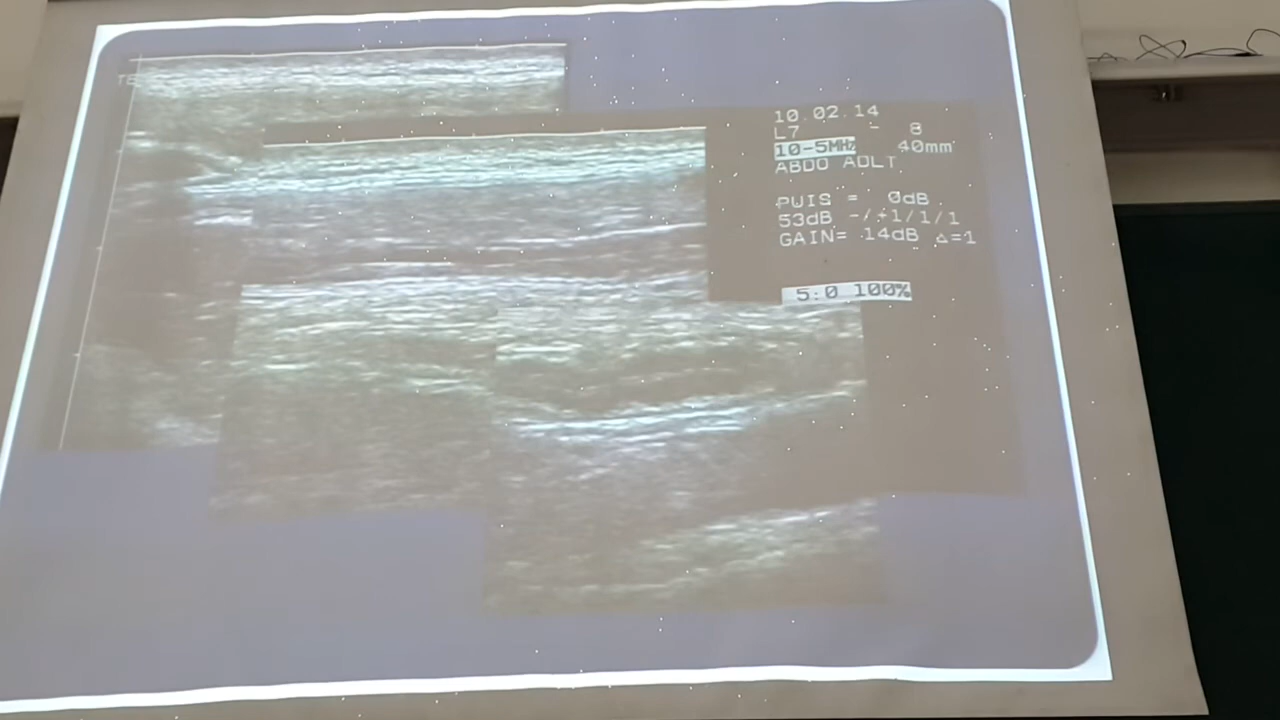 TE
10.02.14
L7 - 8
10-5MHz 40mm
ABDO ADLT
PUIS = 0dB
53dB -/+1/1/1
GAIN= 14dB Δ=1
5:0 100%